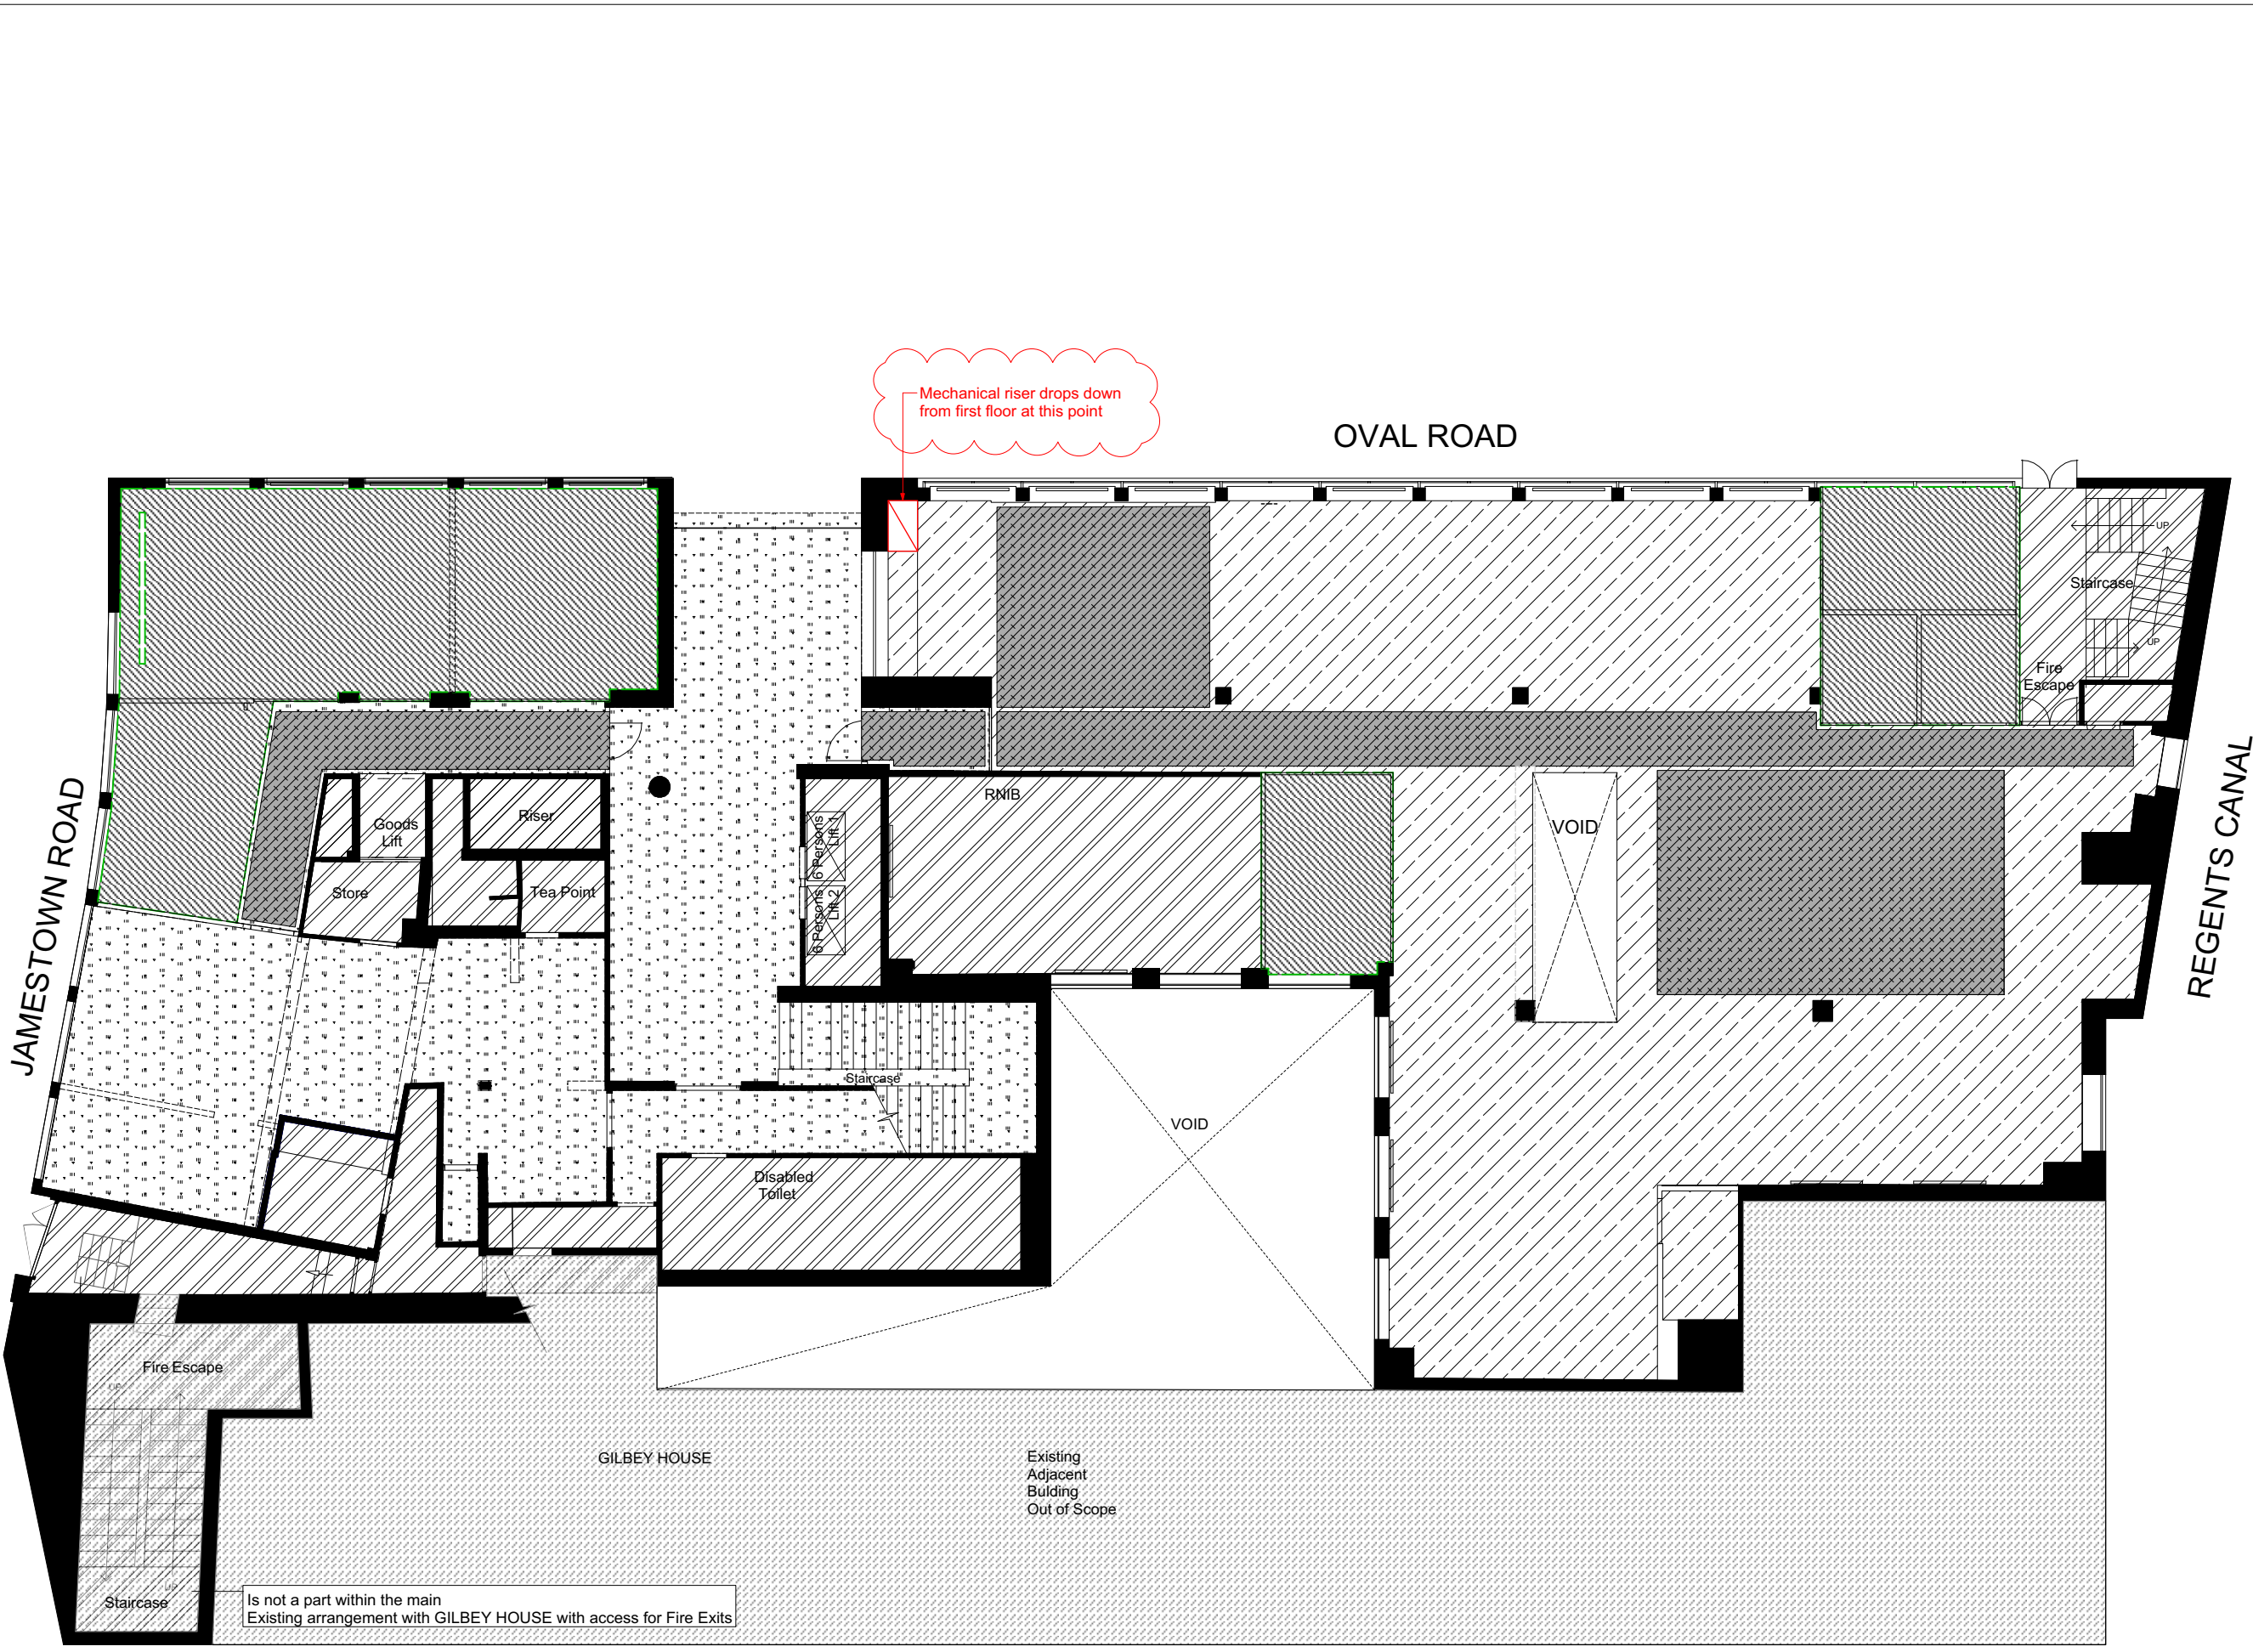 Mechanical riser drops down
from first floor at this point
OVAL ROAD
UP
Staircase
UP
Fire
Escape
JAMESTOWN ROAD
REGENTS CANAL
Goods
Lift
Riser
Store
Tea Point
6 Persons
Lift 1
6 Persons
Lift 2
RNIB
VOID
Staircase
VOID
Disabled
Toilet
Fire Escape
UP
UP
Staircase
GILBEY HOUSE
Existing
Adjacent
Bulding
Out of Scope
Is not a part within the main
Existing arrangement with GILBEY HOUSE with access for Fire Exits